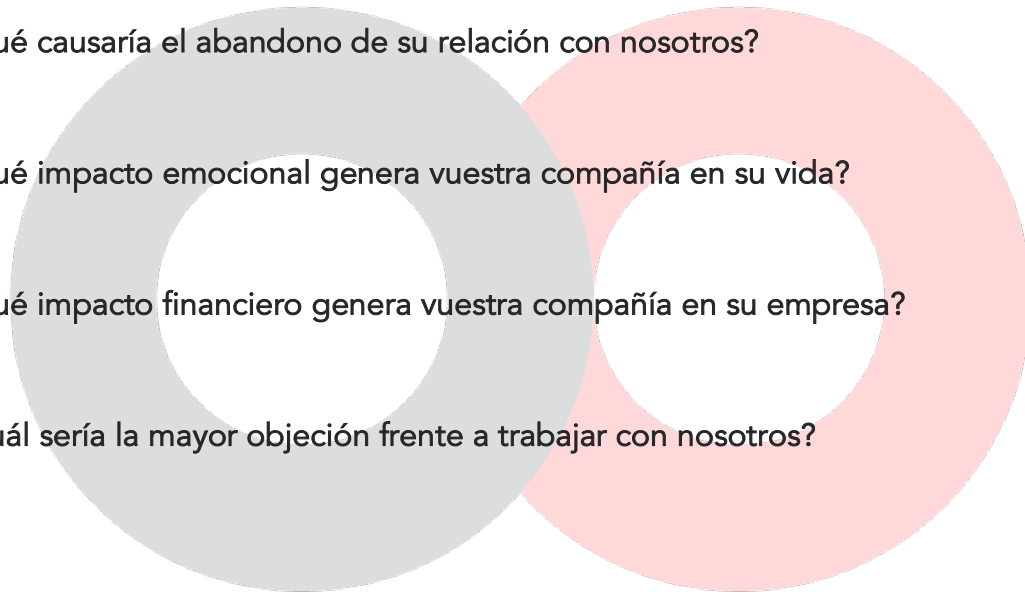 ué causaría el abandono de su relación con nosotros?
ué impacto emocional genera vuestra compañía en su vida?
ué impacto financiero genera vuestra compañía en su empresa?
uál sería la mayor objeción frente a trabajar con nosotros?